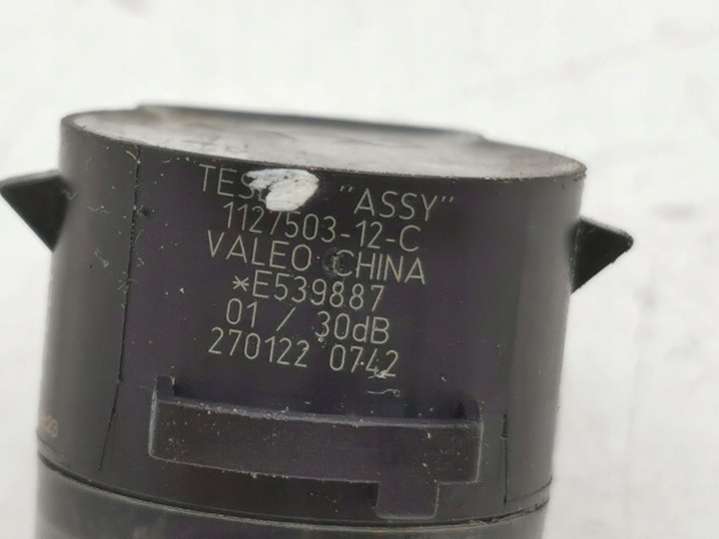 "ASSY"
1127503-12-C
VALEO CHINA
*E539887
01 / 30dB
270122 0742